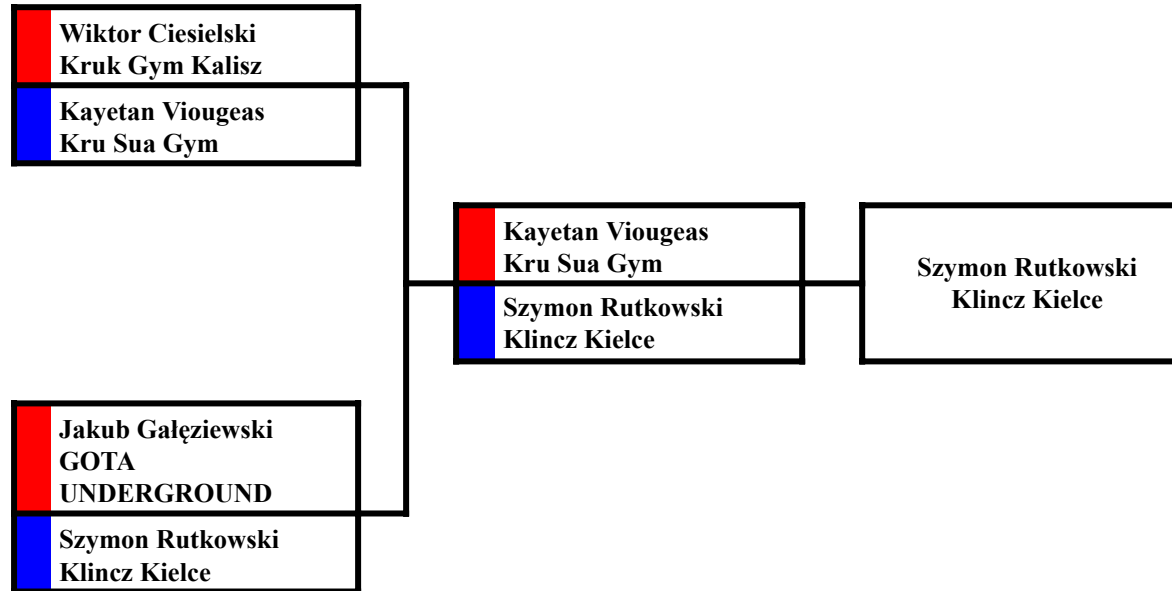 Wiktor Ciesielski
Kruk Gym Kalisz
Kayetan Viougeas
Kru Sua Gym
Kayetan Viougeas
Kru Sua Gym
Szymon Rutkowski
Klincz Kielce
Szymon Rutkowski
Klincz Kielce
Jakub Gałęziewski
GOTA
UNDERGROUND
Szymon Rutkowski
Klincz Kielce